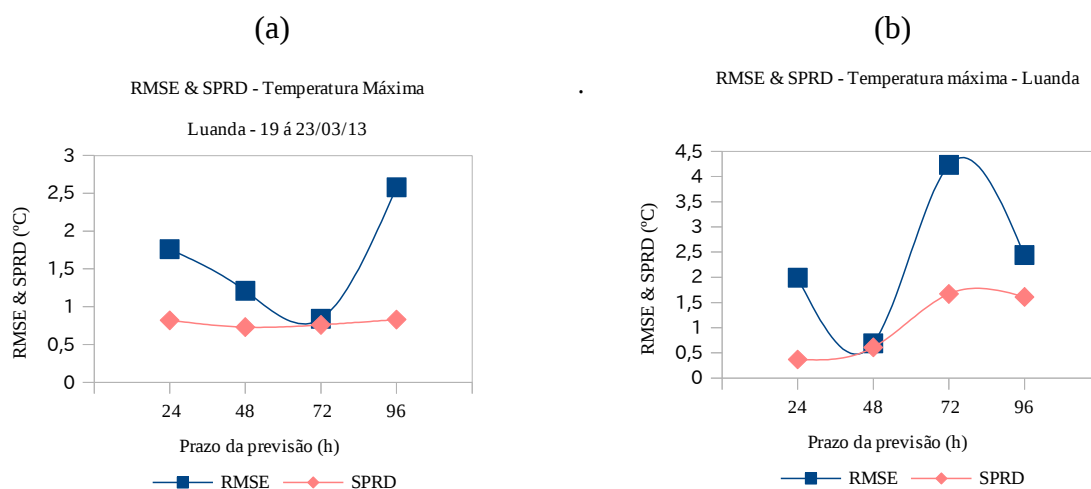 (a)
RMSE & SPRD - Temperatura Máxima
Luanda - 19 á 23/03/13
3
2,5
2
1,5
1
0,5
0
RMSE & SPRD (ºC)
24 48 72 96
Prazo da previsão (h)
RMSE SPRD
.
(b)
RMSE & SPRD - Temperatura máxima - Luanda
4,5
4
3,5
3
2,5
2
1,5
1
0,5
0
RMSE & SPRD (ºC)
24 48 72 96
Prazo da previsão (h)
RMSE SPRD